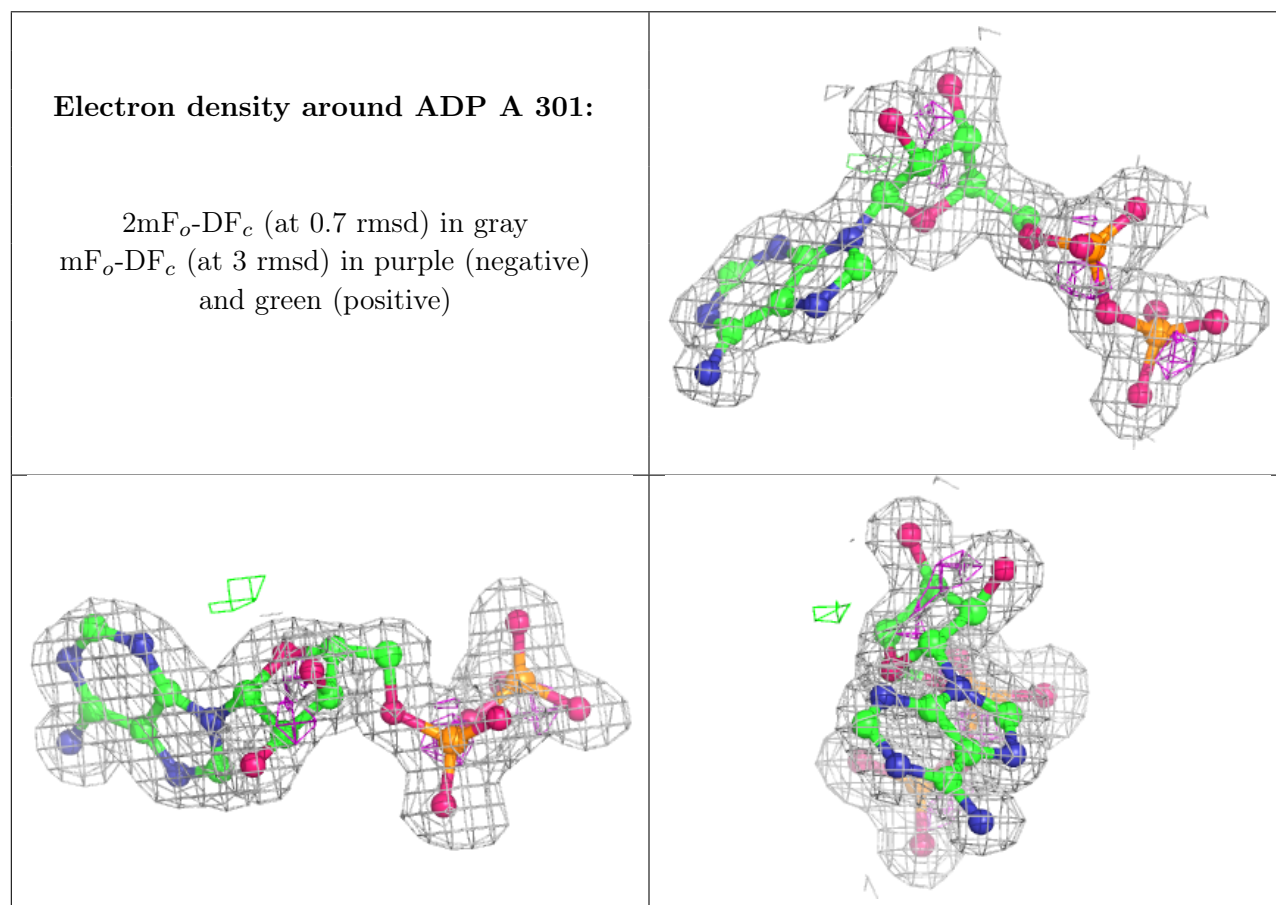 Electron density around ADP A 301:
2mFo-DFc (at 0.7 rmsd) in gray
mFo-DFc (at 3 rmsd) in purple (negative)
and green (positive)